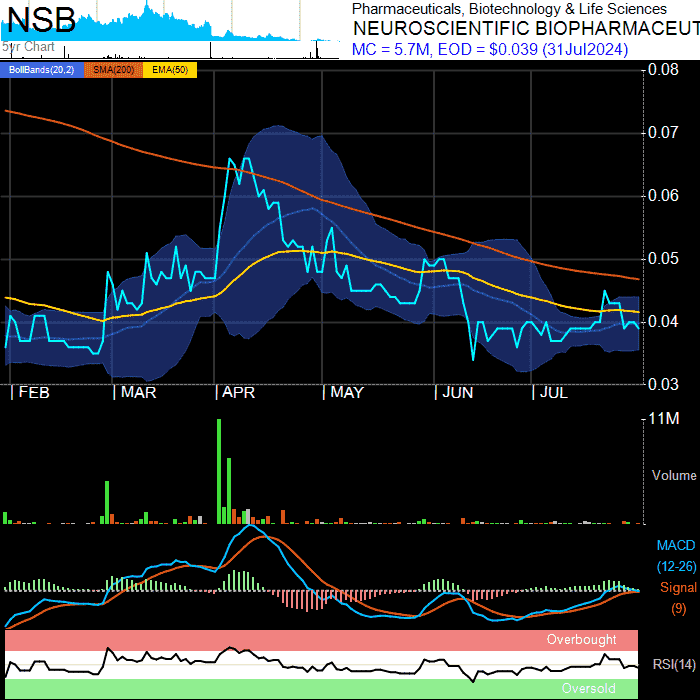 NSB
5yr Chart
Pharmaceuticals, Biotechnology & Life Sciences
NEUROSCIENTIFIC BIOPHARMACEUT
MC = 5.7M, EOD = $0.039 (31Jul2024)
BollBands(20,2) SMA(200) EMA(50)
0.08
0.07
0.06
0.05
0.04
0.03
FEB MAR APR MAY JUN JUL
11M
Volume
MACD
(12-26)
Signal
(9)
Overbought
RSI(14)
Oversold